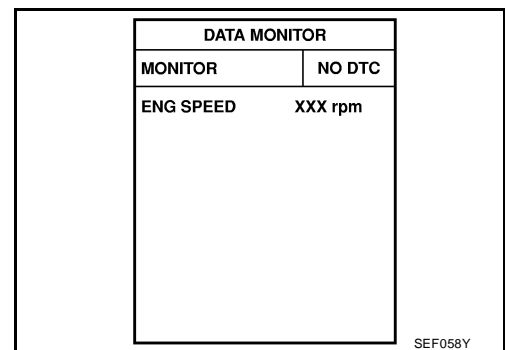 DATA MONITOR
MONITOR NO DTC
ENG SPEED XXX rpm
SEF058Y